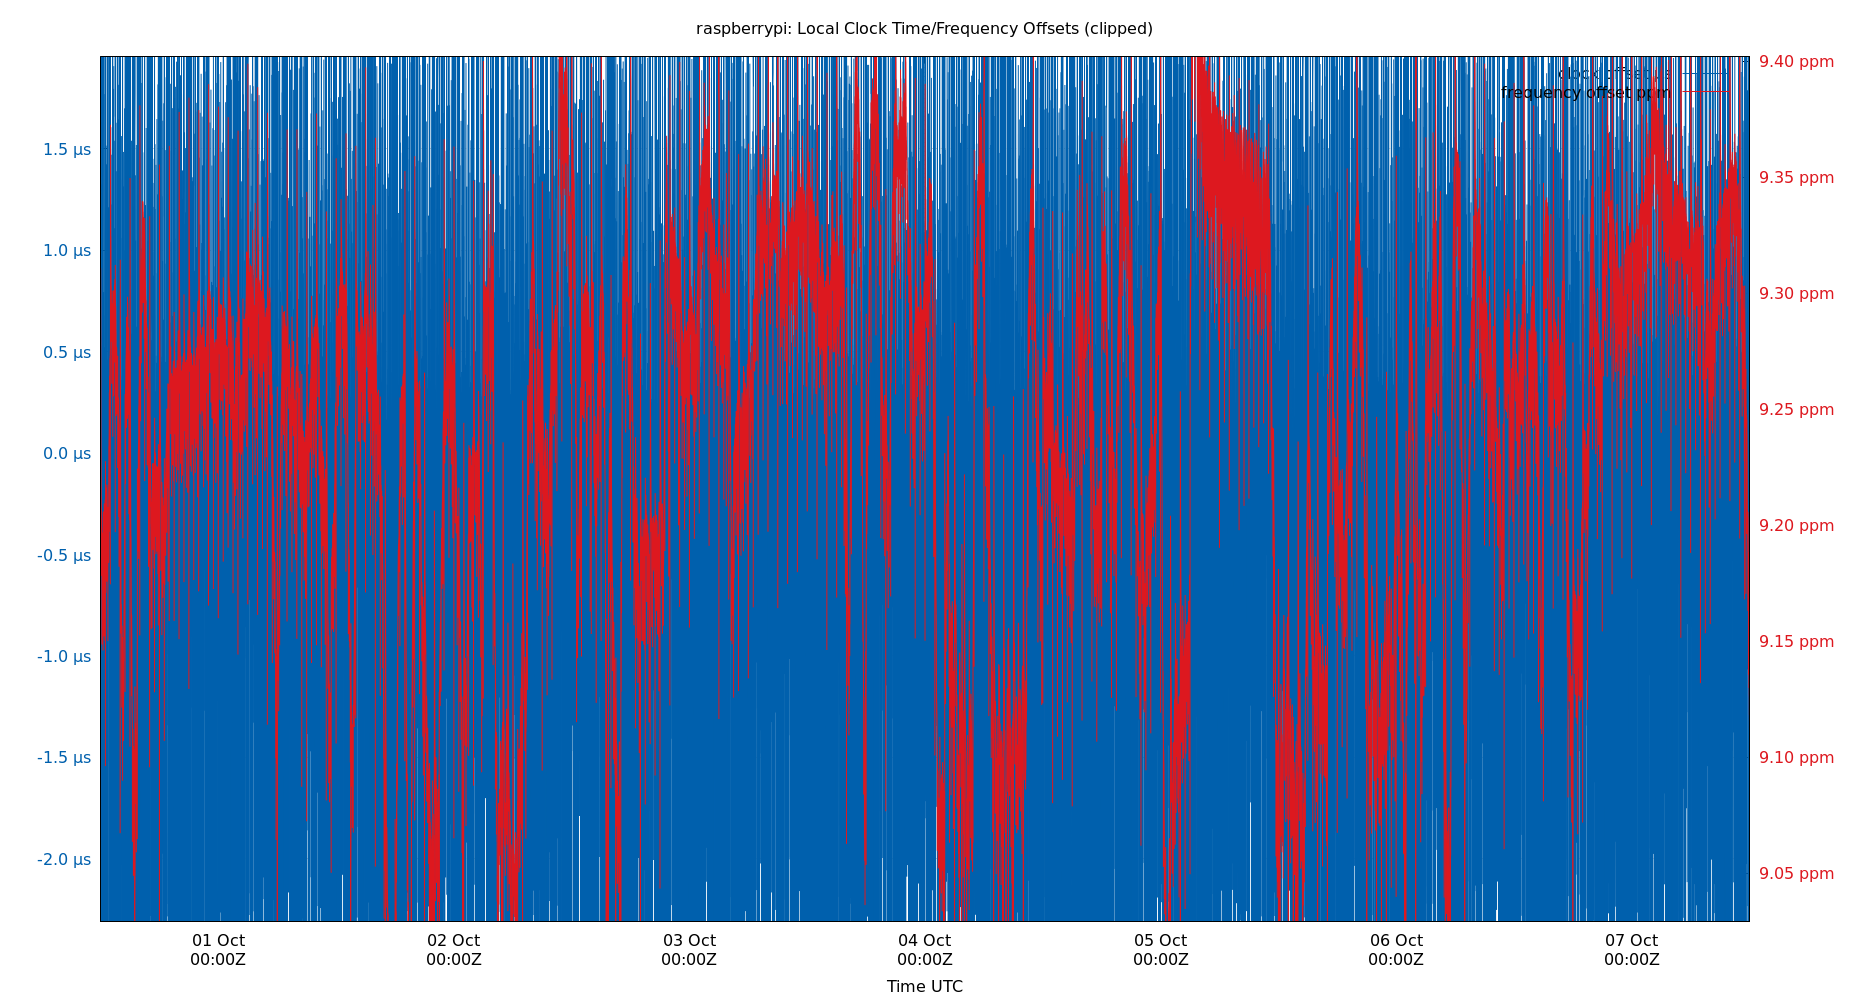 raspberrypi: Local Clock Time/Frequency Offsets (clipped)
9.40 ppm
clock offset
frequency offset ppm
1.5 µs
9.35 ppm
1.0 µs
9.30 ppm
0.5 µs
9.25 ppm
0.0 µs
9.20 ppm
-0.5 µs
9.15 ppm
-1.0 µs
9.10 ppm
-1.5 µs
9.05 ppm
-2.0 µs
01 Oct 02 Oct 03 Oct 04 Oct 05 Oct 06 Oct 07 Oct
00:00Z 00:00Z 00:00Z 00:00Z 00:00Z 00:00Z 00:00Z
Time UTC